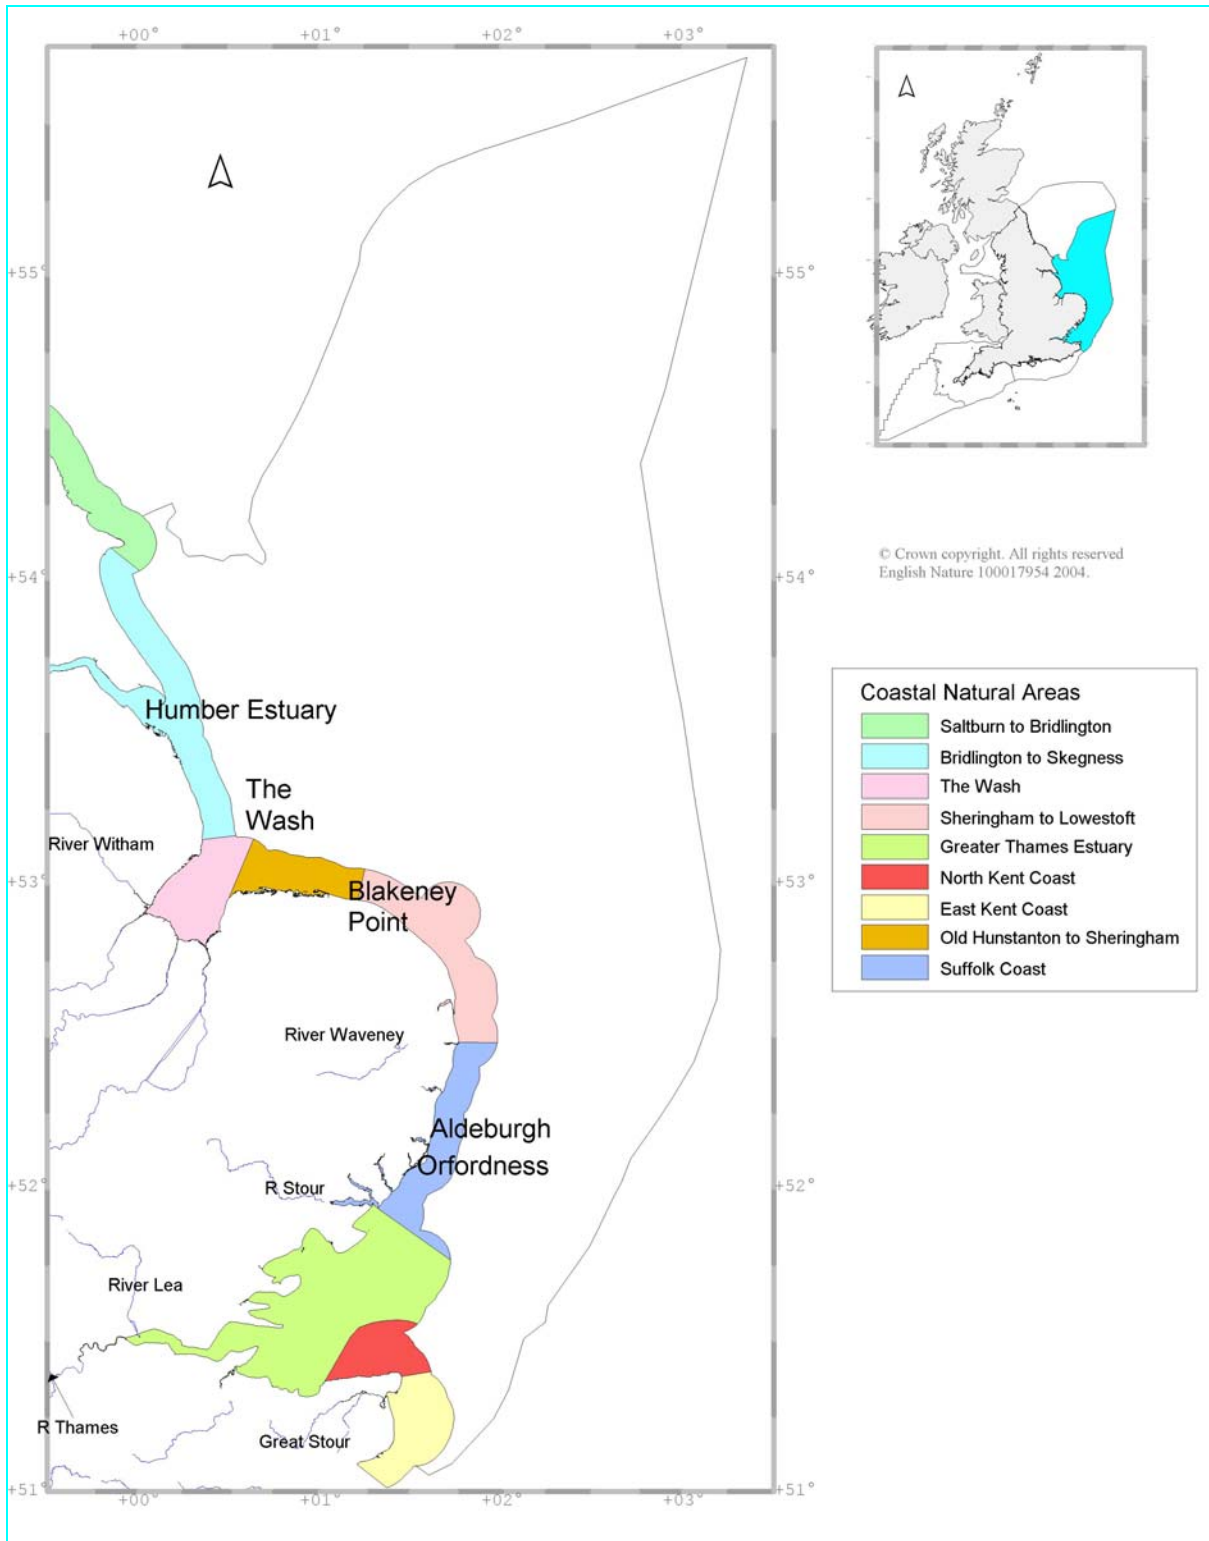 +00°
+01°
+02°
+03°
+55°
+55°
+54°
+54°
© Crown copyright. All rights reserved
English Nature 100017954 2004.
Coastal Natural Areas
Saltburn to Bridlington
Bridlington to Skegness
The Wash
Sheringham to Lowestoft
Greater Thames Estuary
North Kent Coast
East Kent Coast
Old Hunstanton to Sheringham
Suffolk Coast
Humber Estuary
The
Wash
River Witham
+53°
+53°
Blakeney
Point
River Waveney
Aldeburgh
Orfordness
+52°
+52°
R Stour
River Lea
R Thames
Great Stour
+51°
+51°
+00°
+01°
+02°
+03°